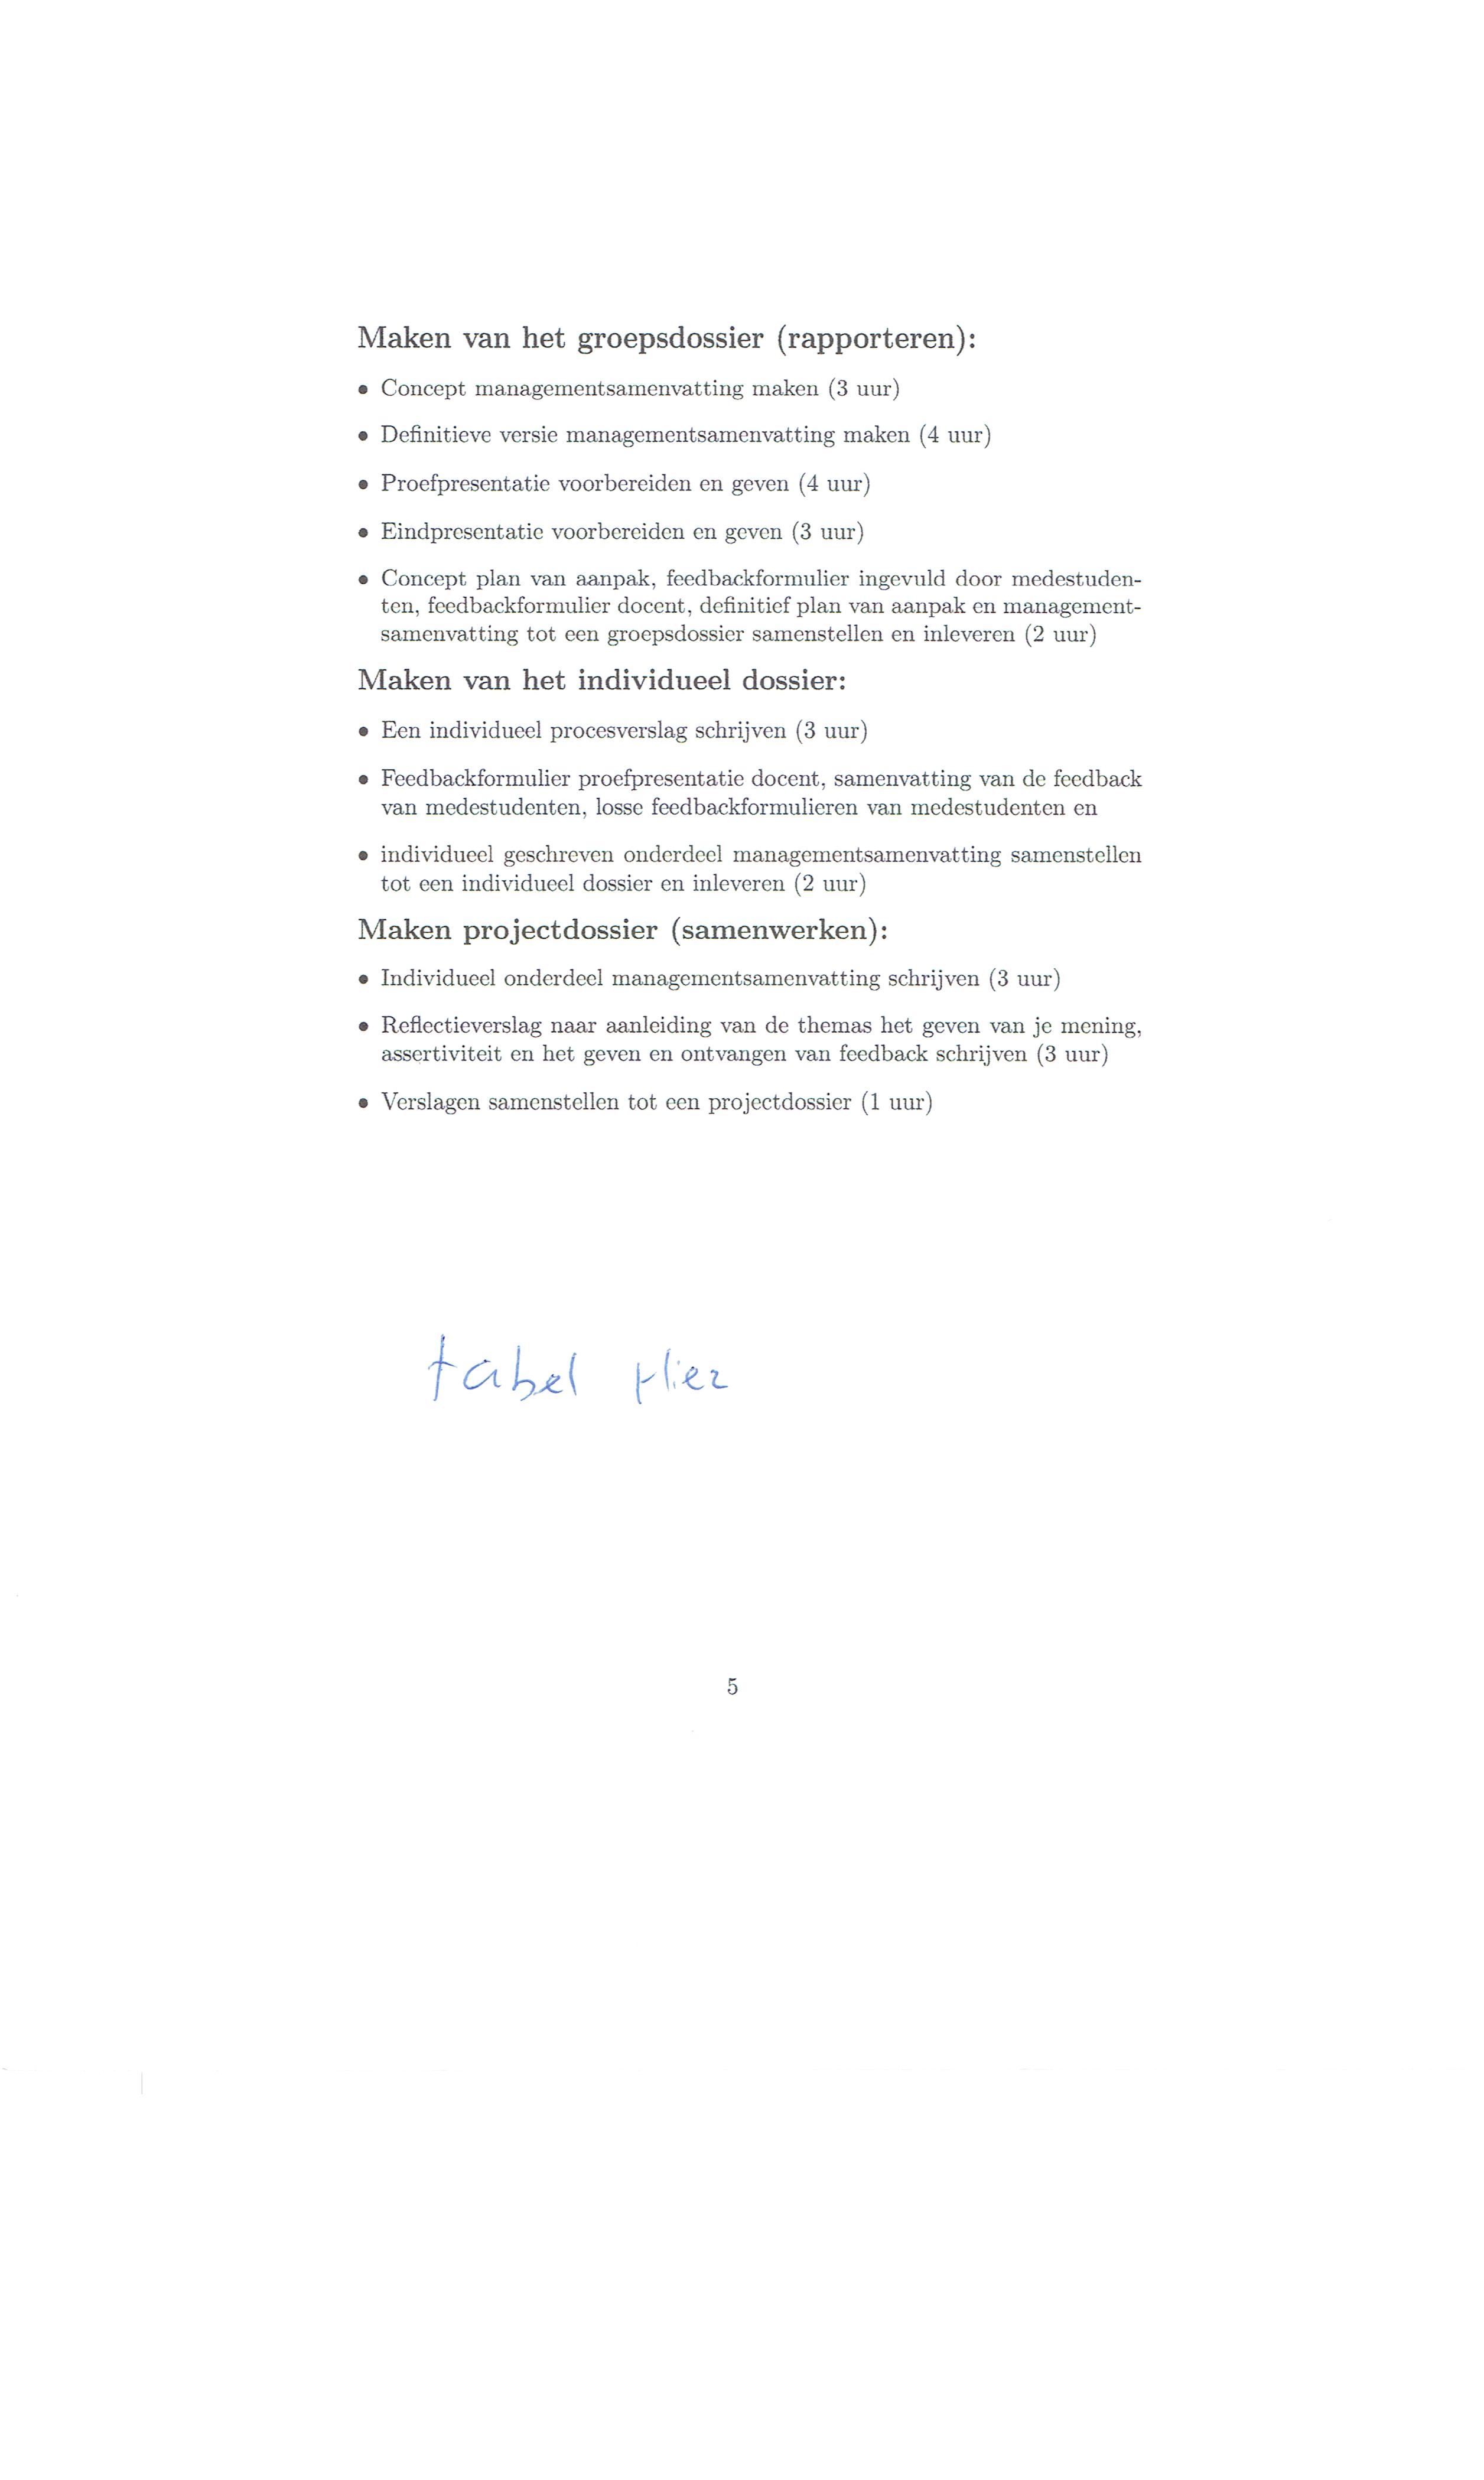 Maken van het groepsdossier (rapporteren):
• Concept managementsamenvatting maken (3 uur)
• Definitieve versie managementsamenvatting maken (4 uur)
• Proefpresentatie voorbereiden en geven (4 uur)
• Eindpresentatie voorbereiden en geven (3 uur)
• Concept plan van aanpak, feedbackformulier ingevuld door medestuden-
ten, feedbackformulier docent, definitief plan van aanpak en management-
samenvatting tot een groepsdossier samenstellen en inleveren (2 uur)
Maken van het individueel dossier:
• Een individueel procesverslag schrijven (3 uur)
• Feedbackformulier proefpresentatie docent, samenvatting van de feedback
van medestudenten, losse feedbackformulieren van medestudenten en
• individueel geschreven onderdeel managementsamenvatting samenstellen
tot een individueel dossier en inleveren (2 uur)
Maken projectdossier (samenwerken):
• Individueel onderdeel managementsamenvatting schrijven (3 uur)
• Reflectieverslag naar aanleiding van de themas het geven van je mening,
assertiviteit en het geven en ontvangen van feedback schrijven (3 uur)
• Verslagen samenstellen tot een projectdossier (1 uur)
tabel Hier
5